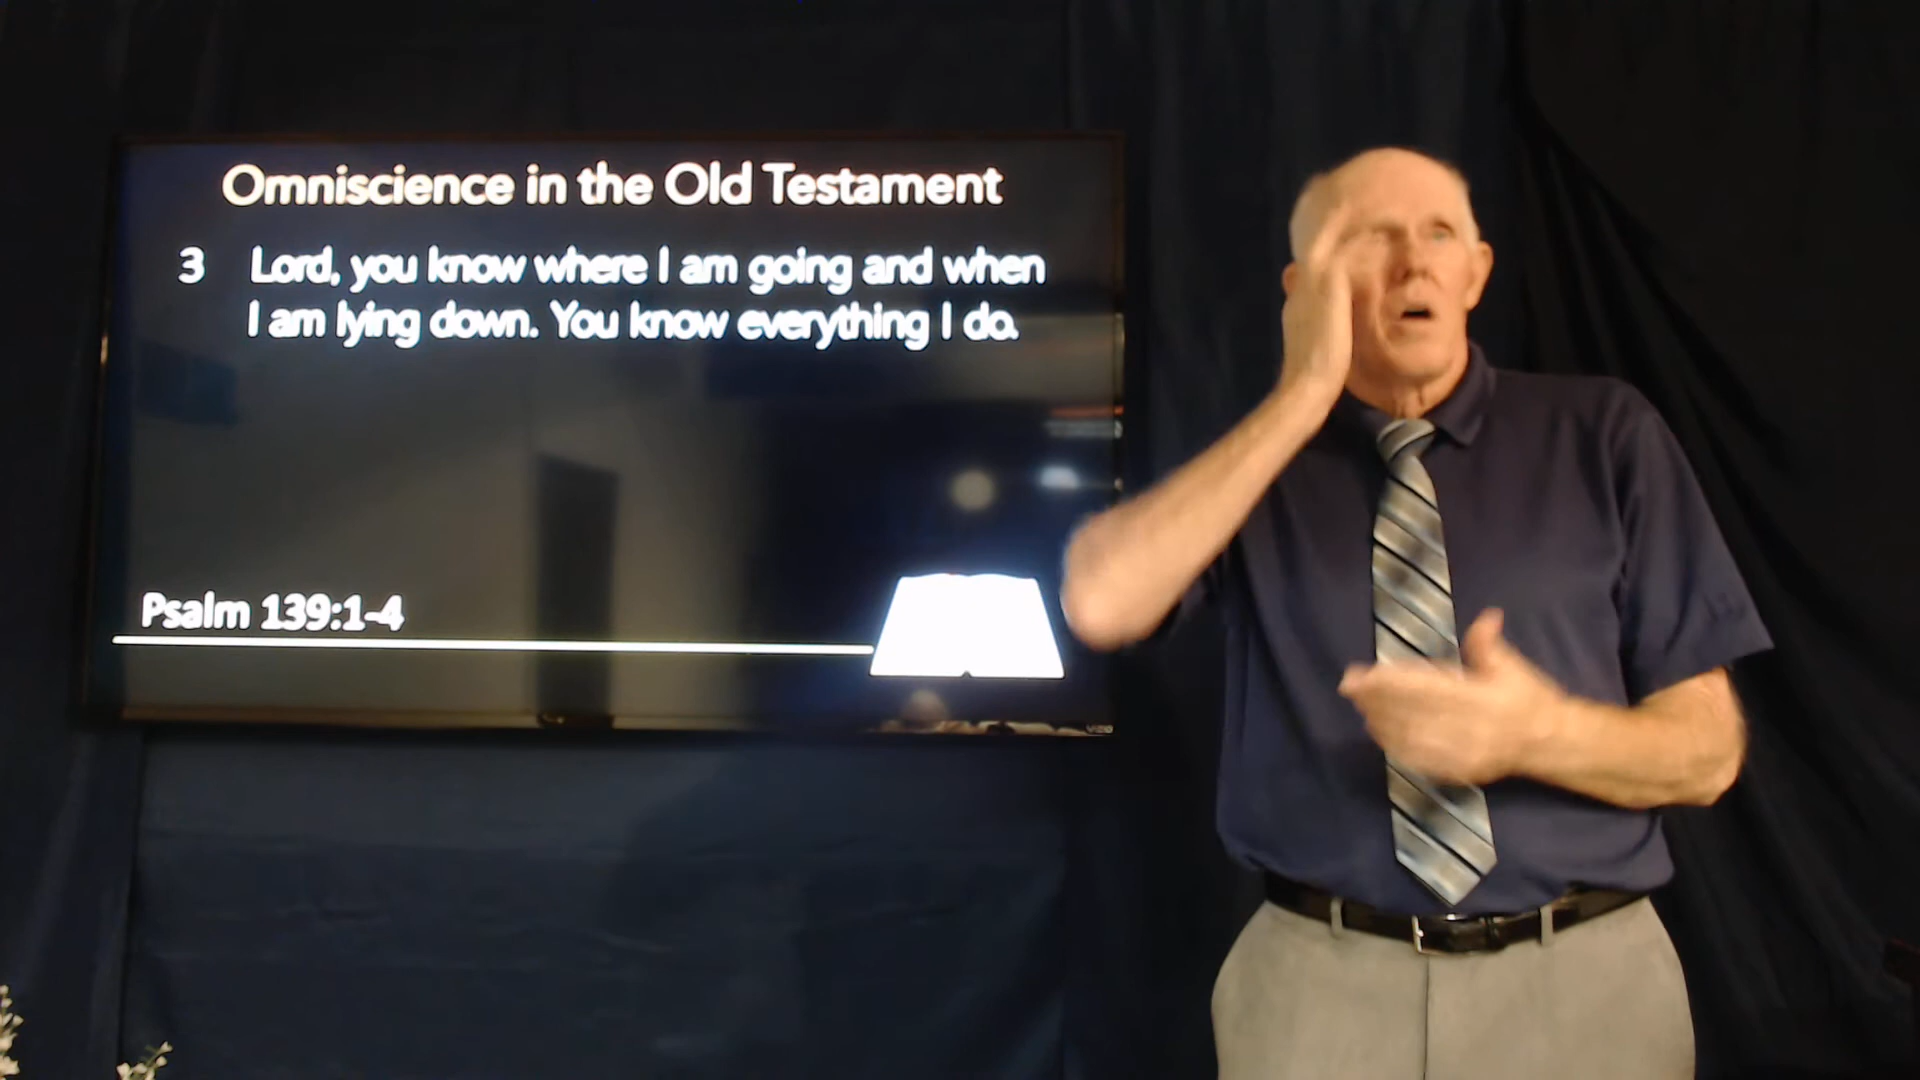 Omniscience in the Old Testament
3 Lord, you know where I am going and when
I am lying down. You know everything I do.
Psalm 139:1-4
VIZIO